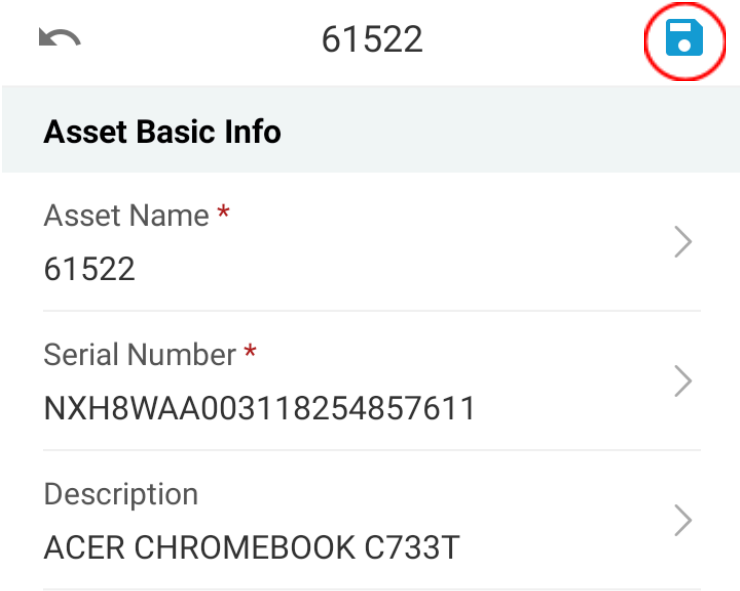 61522
Asset Basic Info
Asset Name *
61522
Serial Number *
NXH8WAA003118254857611
Description
ACER CHROMEBOOK C733T